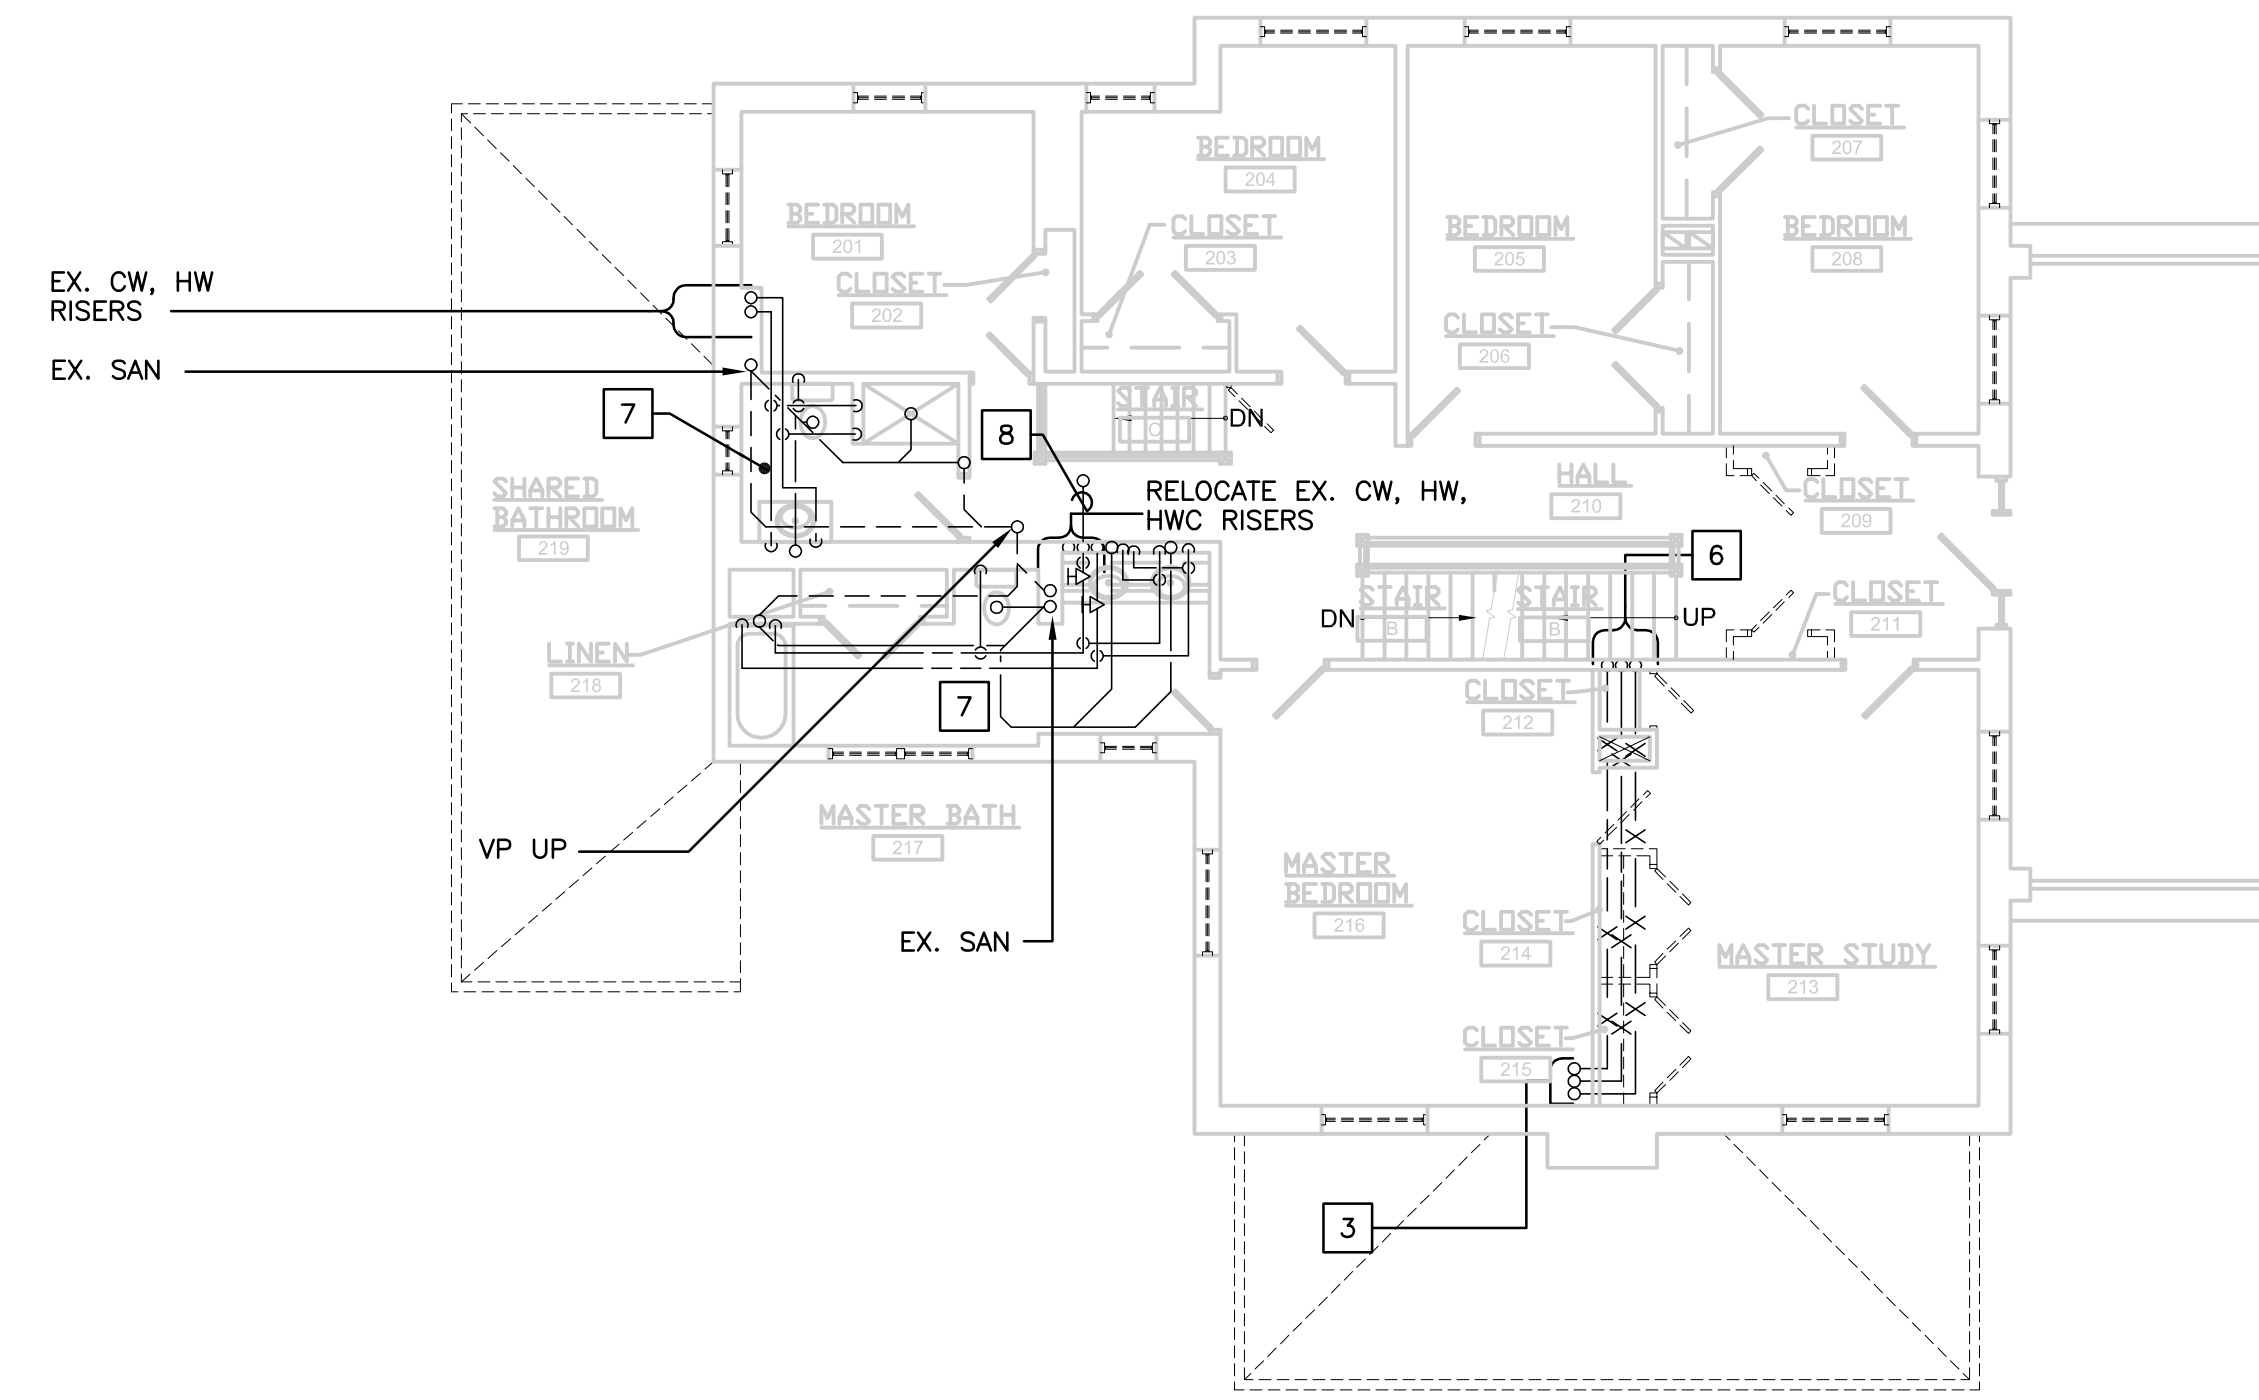 CLOSET
207
BEDROOM
204
BEDROOM
201
CLOSET
203
BEDROOM
205
BEDROOM
208
EX. CW, HW
RISERS
CLOSET
202
CLOSET
206
EX. SAN
7
STAIR
C
DN
8
HALL
210
CLOSET
209
SHARED
BATHROOM
219
RELOCATE EX. CW, HW,
HWC RISERS
6
STAIR
B
DN
STAIR
B
UP
CLOSET
211
LINEN
218
7
CLOSET
212
VP UP
MASTER BATH
217
MASTER
BEDROOM
216
CLOSET
214
EX. SAN
MASTER STUDY
213
CLOSET
215
3